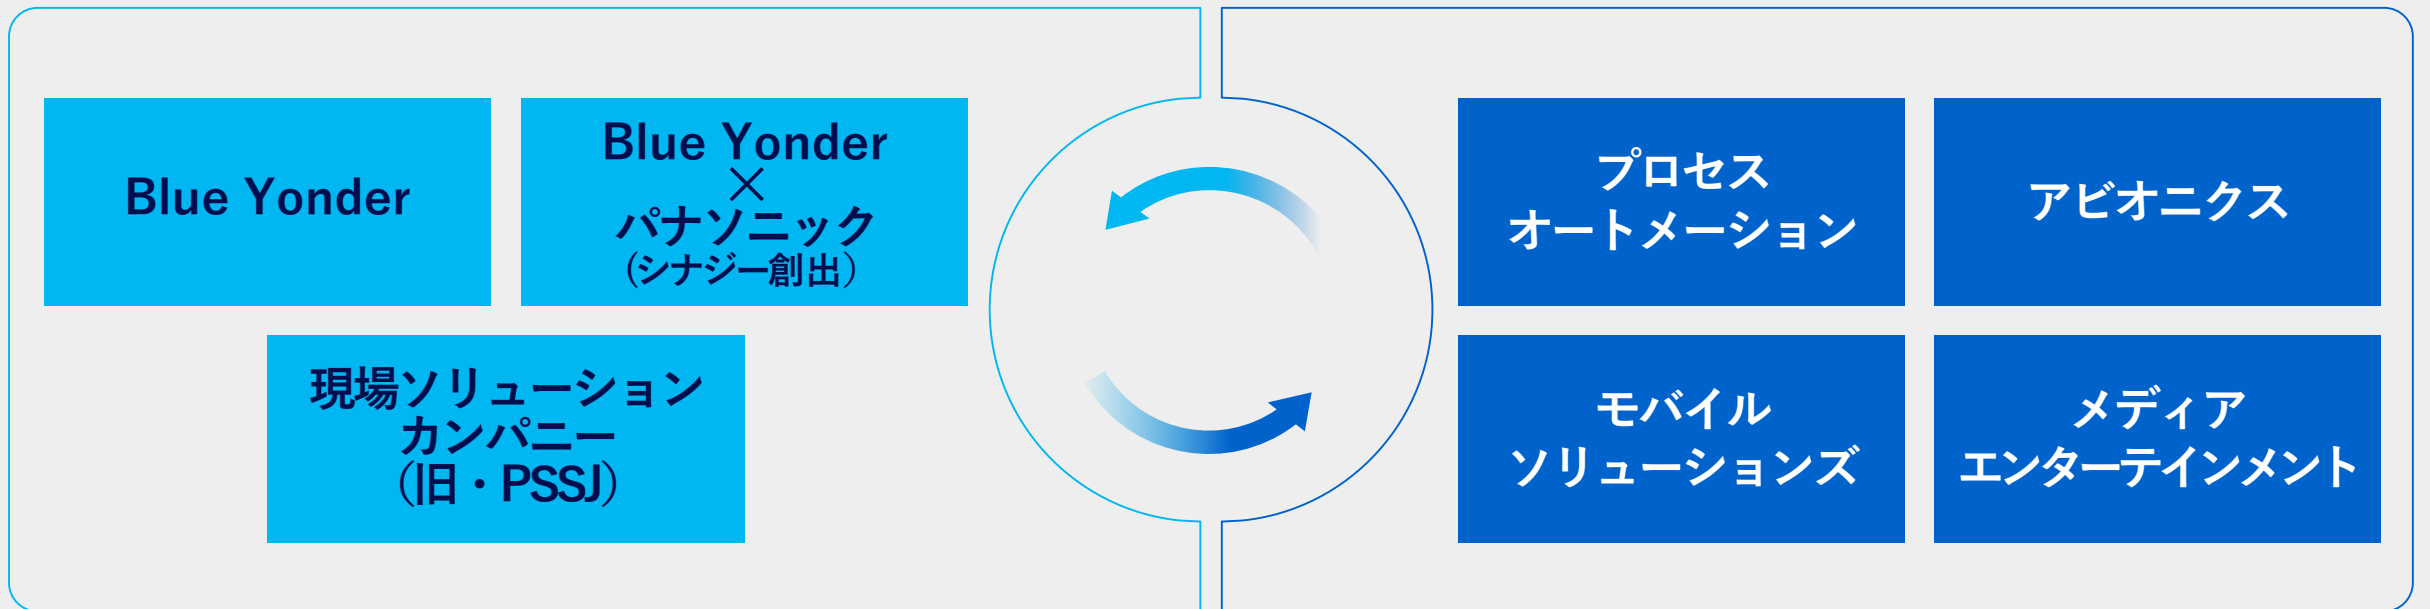 Blue Yonder
Blue Yonder
×
パナソニック
（シナジー創出）
現場ソリューション
カンパニー
（旧・PSSJ）
プロセス
オートメーション
アビオニクス
モバイル
ソリューションズ
メディア
エンターテインメント